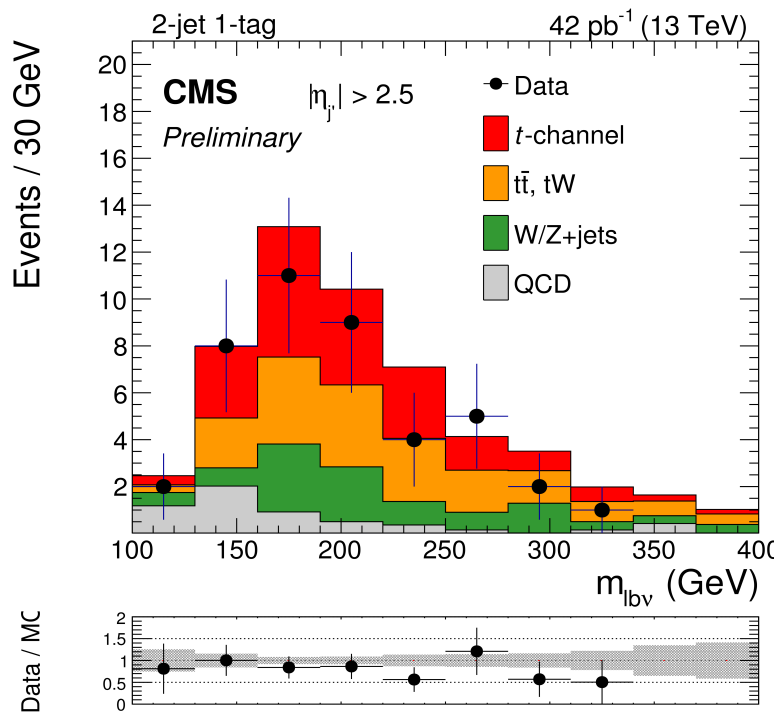 2-jet 1-tag 42 pb⁻¹ (13 TeV)
Events / 30 GeV
20
18
16
14
12
10
8
6
4
2
CMS |η_j'| > 2.5
Preliminary
Data
t-channel
tt̄, tW
W/Z+jets
QCD
100 150 200 250 300 350 400
m_lbν (GeV)
Data / MC
2
1.5
1
0.5
0